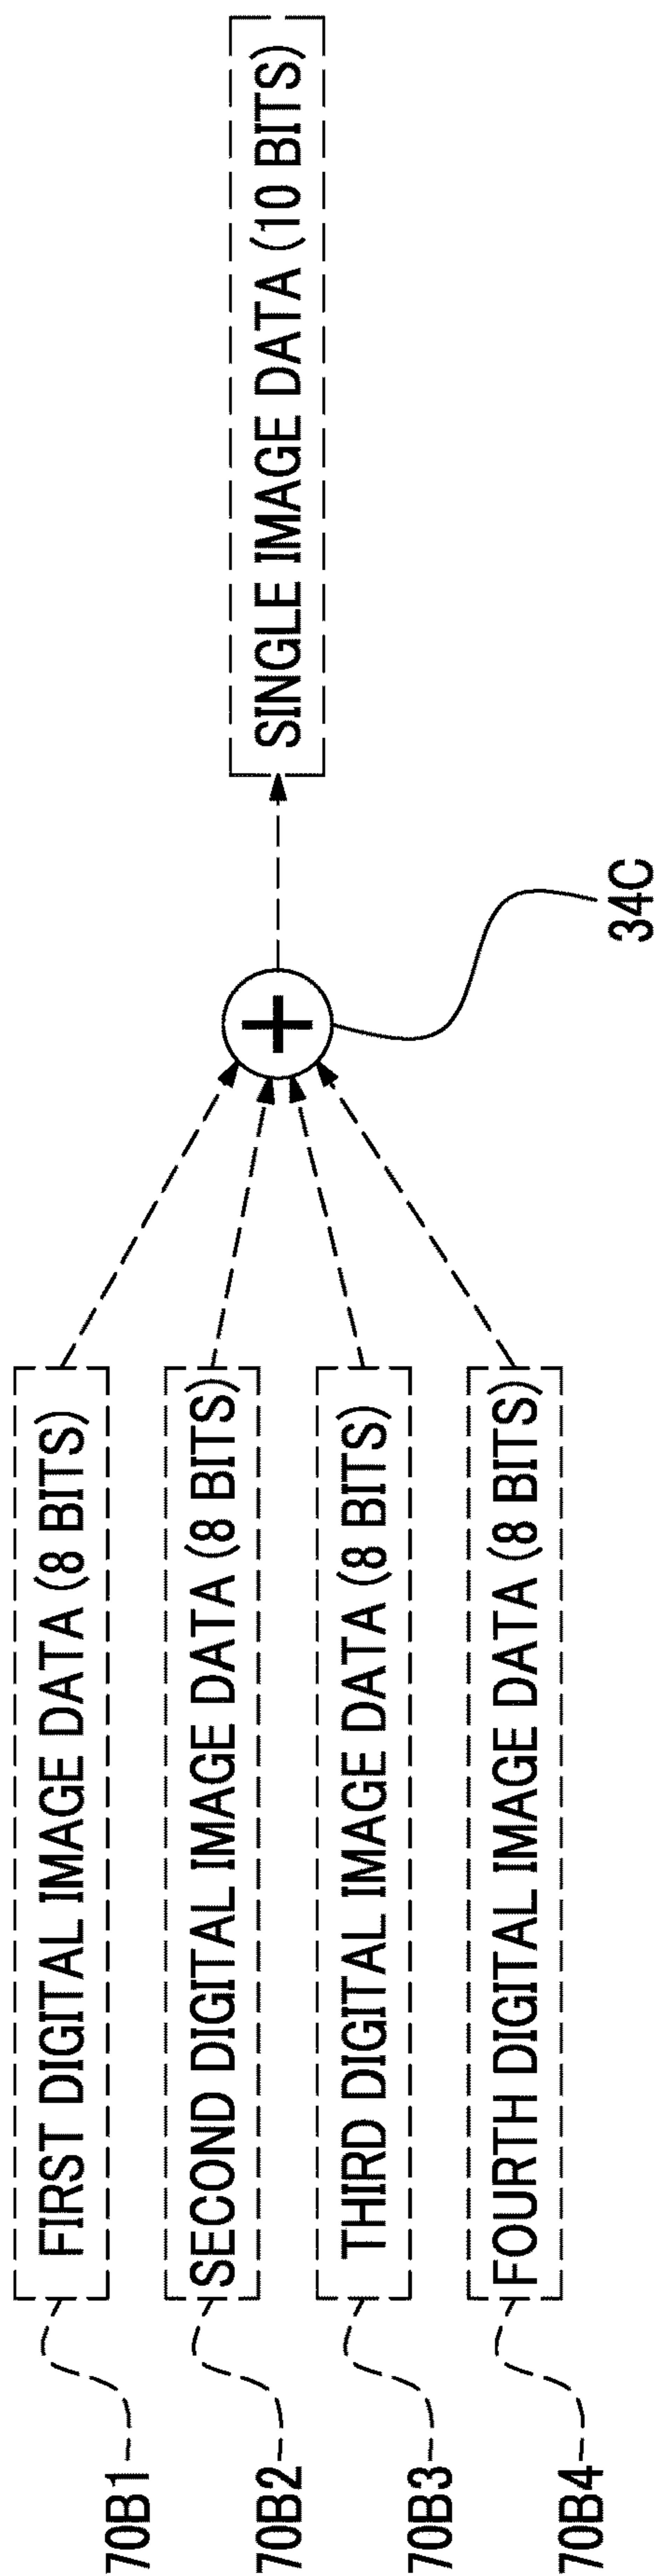 FIRST DIGITAL IMAGE DATA (8 BITS)
70B1
SECOND DIGITAL IMAGE DATA (8 BITS)
70B2
THIRD DIGITAL IMAGE DATA (8 BITS)
70B3
FOURTH DIGITAL IMAGE DATA (8 BITS)
70B4
+
34C
SINGLE IMAGE DATA (10 BITS)